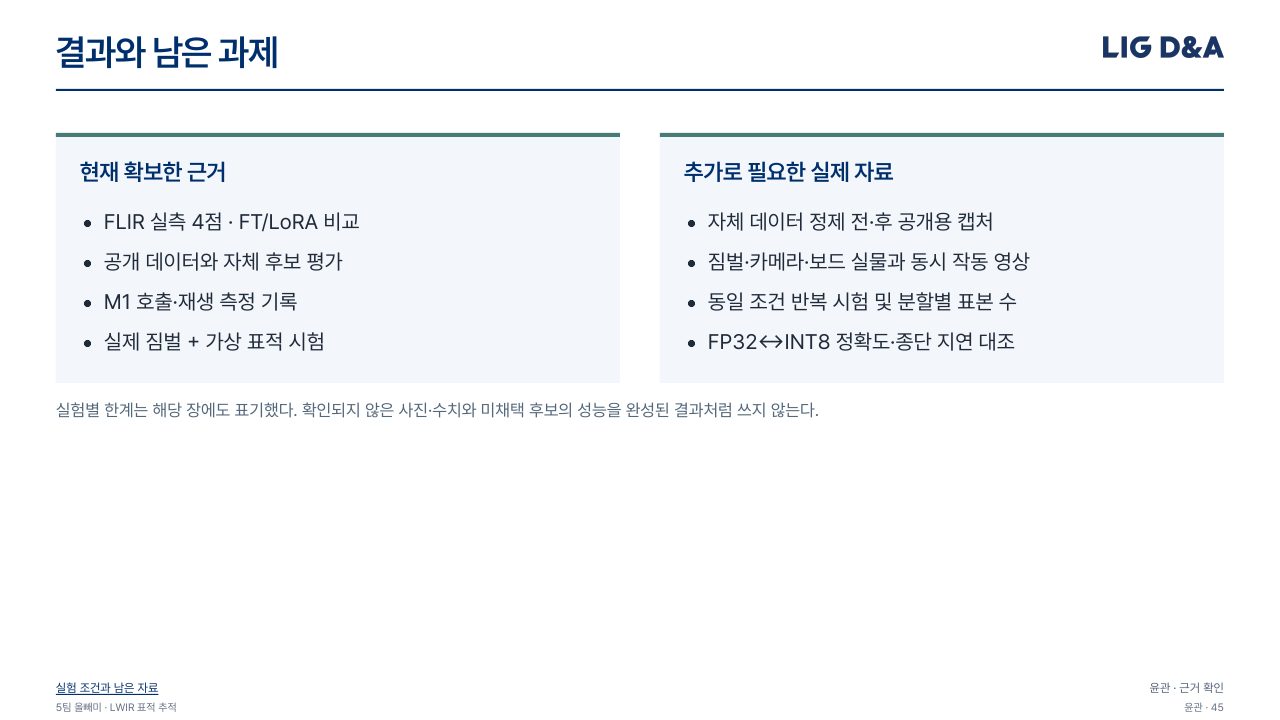 결과와 남은 과제
LIG D&A
현재 확보한 근거
• FLIR 실측 4점 · FT/LoRA 비교
• 공개 데이터와 자체 후보 평가
• M1 호출·재생 측정 기록
• 실제 짐벌 + 가상 표적 시험
추가로 필요한 실제 자료
• 자체 데이터 정제 전·후 공개용 캡처
• 짐벌·카메라·보드 실물과 동시 작동 영상
• 동일 조건 반복 시험 및 분할별 표본 수
• FP32↔INT8 정확도·종단 지연 대조
실험별 한계는 해당 장에도 표기했다. 확인되지 않은 사진·수치와 미채택 후보의 성능을 완성된 결과처럼 쓰지 않는다.
실험 조건과 남은 자료
5팀 올빼미 · LWIR 표적 추적
윤관 · 근거 확인
윤관 · 45